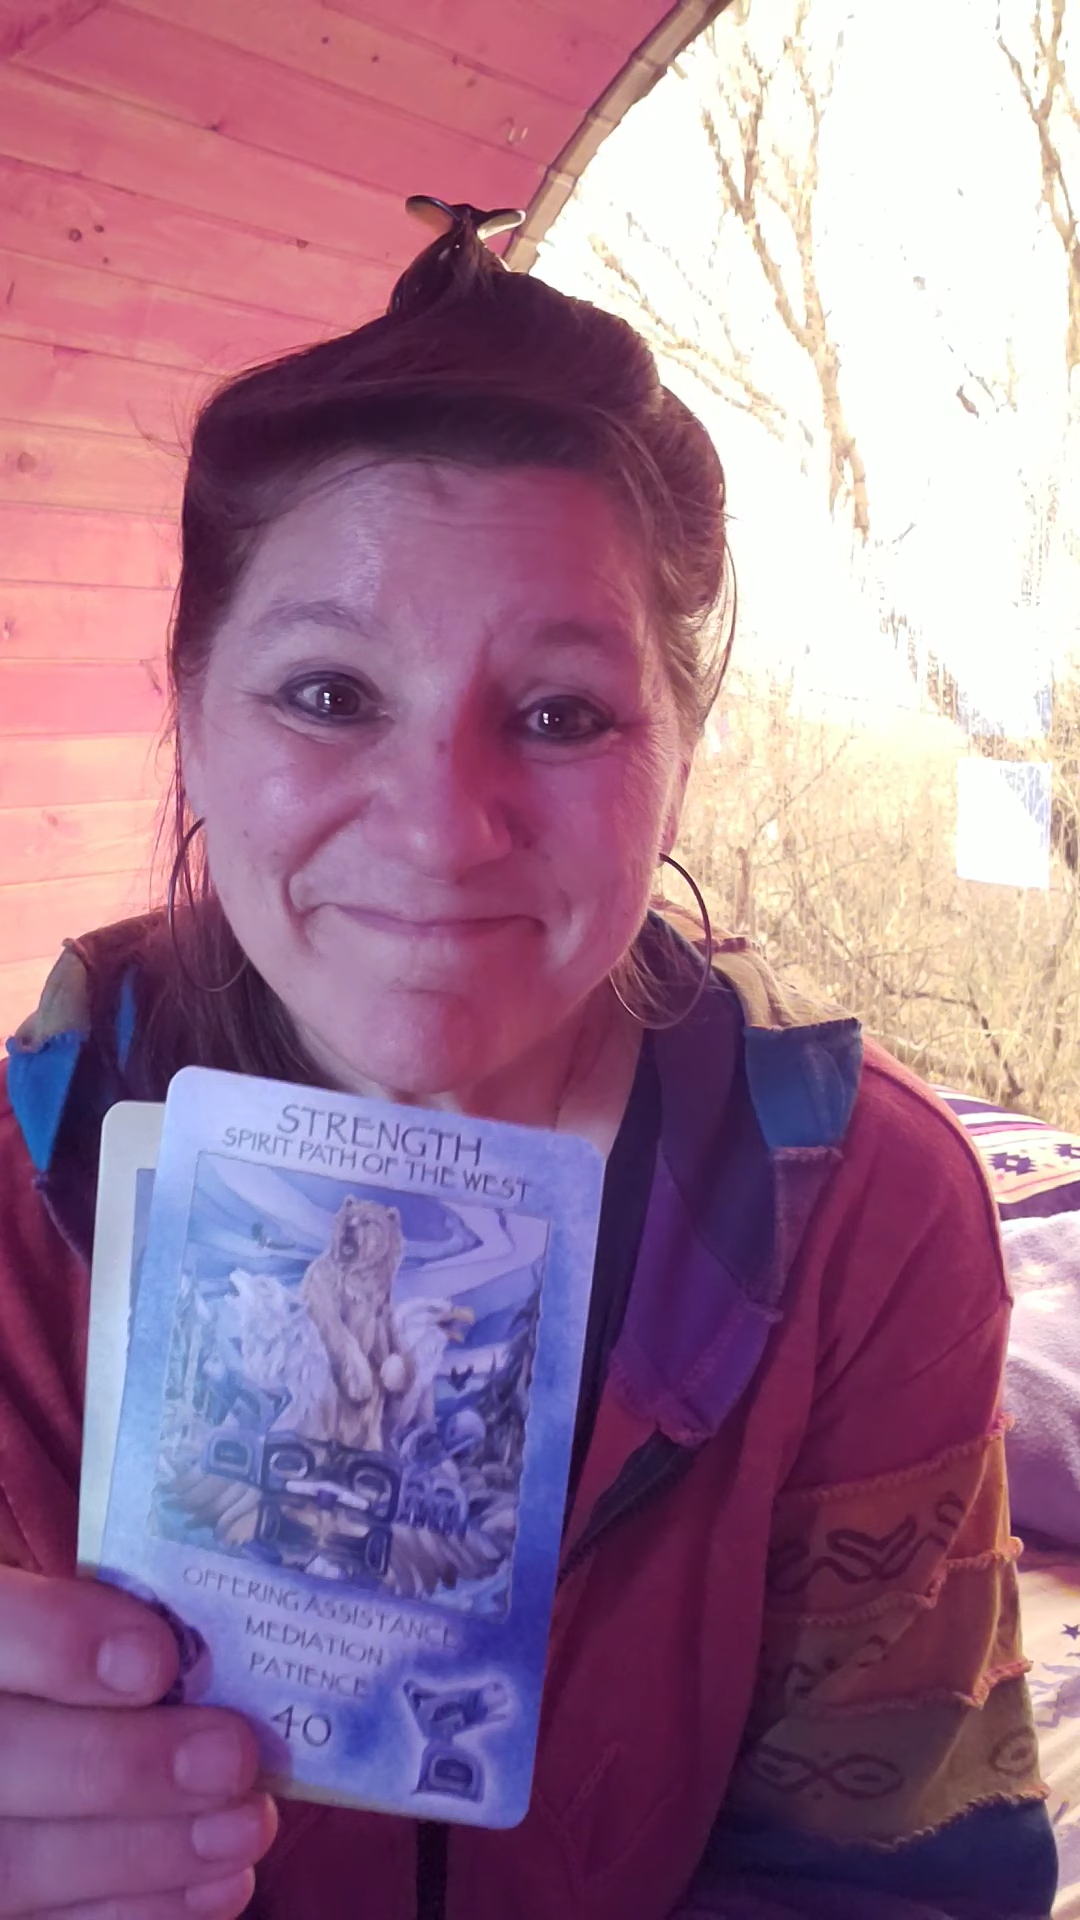 STRENGTH
SPIRIT PATH OF THE WEST
OFFERING ASSISTANCE
MEDIATION
PATIENCE
40